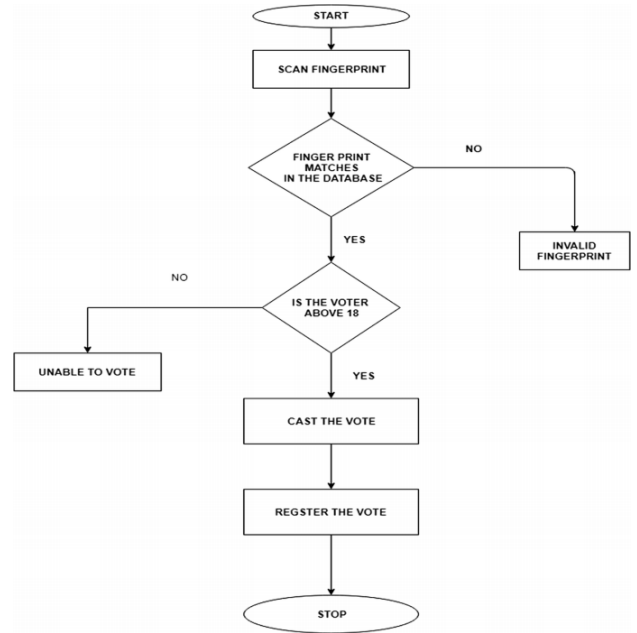 START
SCAN FINGERPRINT
FINGER PRINT
MATCHES
IN THE DATABASE
NO
INVALID
FINGERPRINT
YES
NO
IS THE VOTER
ABOVE 18
UNABLE TO VOTE
YES
CAST THE VOTE
REGSTER THE VOTE
STOP